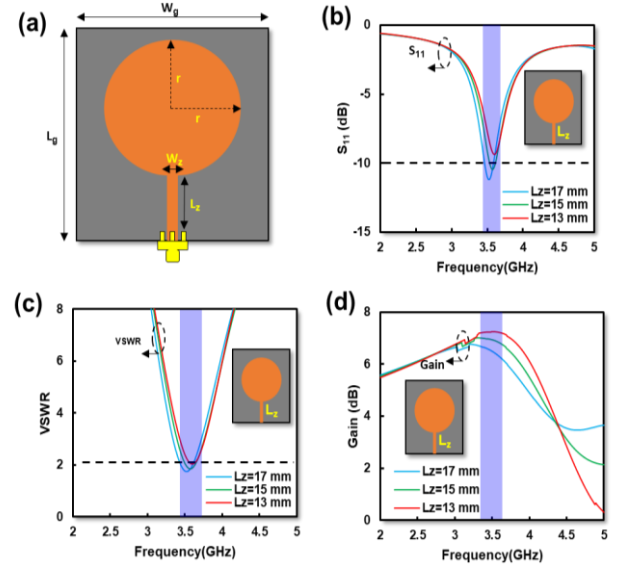 (a)
Wg
Lg
r
r
Wz
Lz
(b)
S11 (dB)
0
-5
-10
-15
S11
Lz
Lz=17 mm
Lz=15 mm
Lz=13 mm
2 2.5 3 3.5 4 4.5 5
Frequency(GHz)
(c)
VSWR
8
6
4
2
0
VSWR
Lz
Lz=17 mm
Lz=15 mm
Lz=13 mm
2 2.5 3 3.5 4 4.5 5
Frequency(GHz)
(d)
Gain (dB)
8
6
4
2
0
Gain
Lz
Lz=17 mm
Lz=15 mm
Lz=13 mm
2 2.5 3 3.5 4 4.5 5
Frequency(GHz)